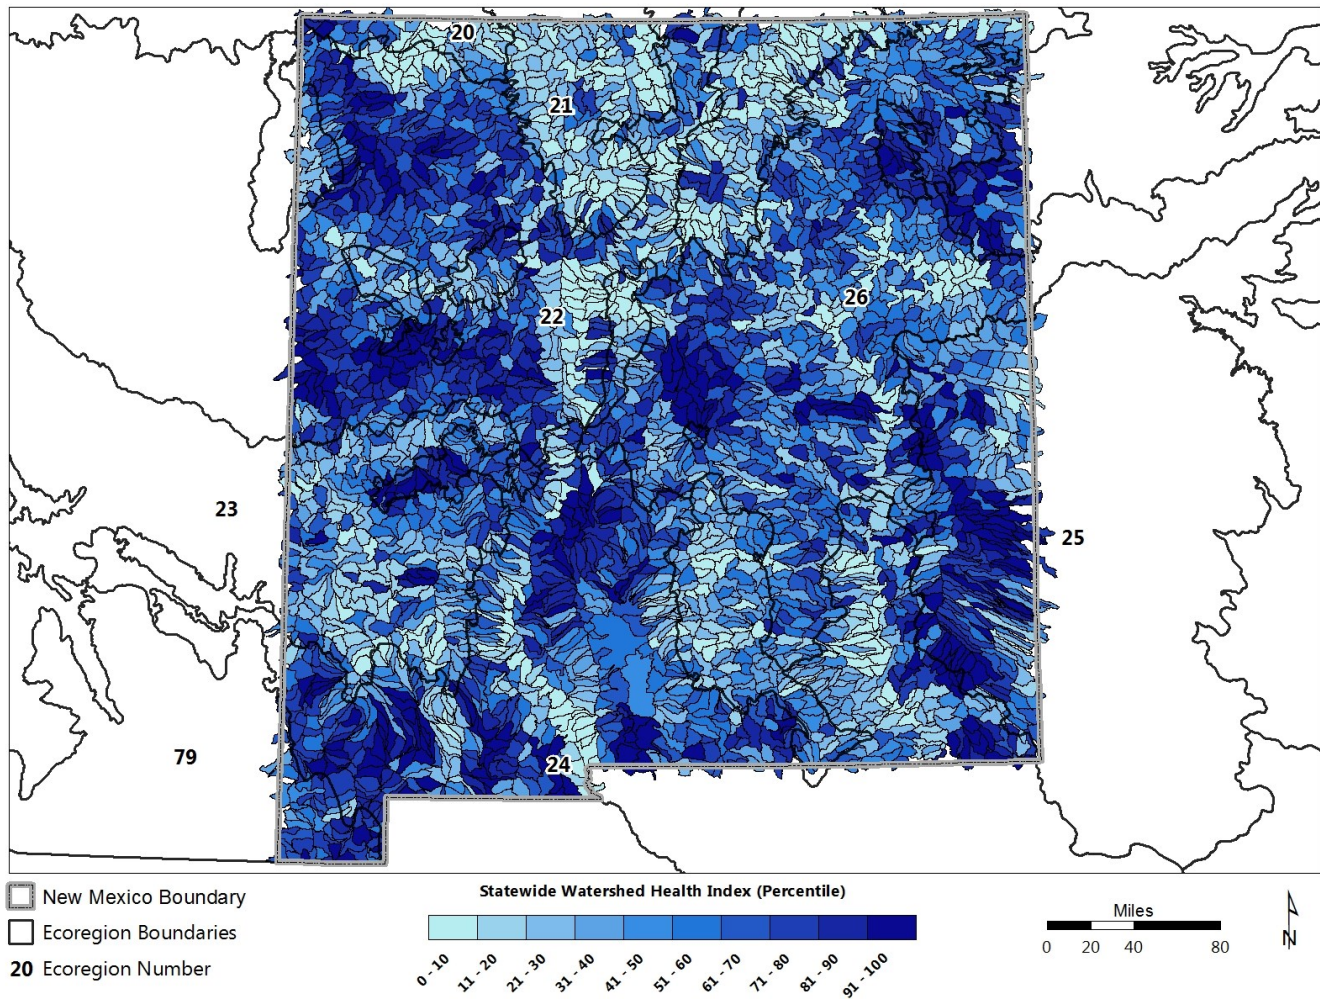 20
21
26
22
23
25
79
24
New Mexico Boundary
Ecoregion Boundaries
20 Ecoregion Number
Statewide Watershed Health Index (Percentile)
0 - 10
11 - 20
21 - 30
31 - 40
41 - 50
51 - 60
61 - 70
71 - 80
81 - 90
91 - 100
Miles
0 20 40 80
N